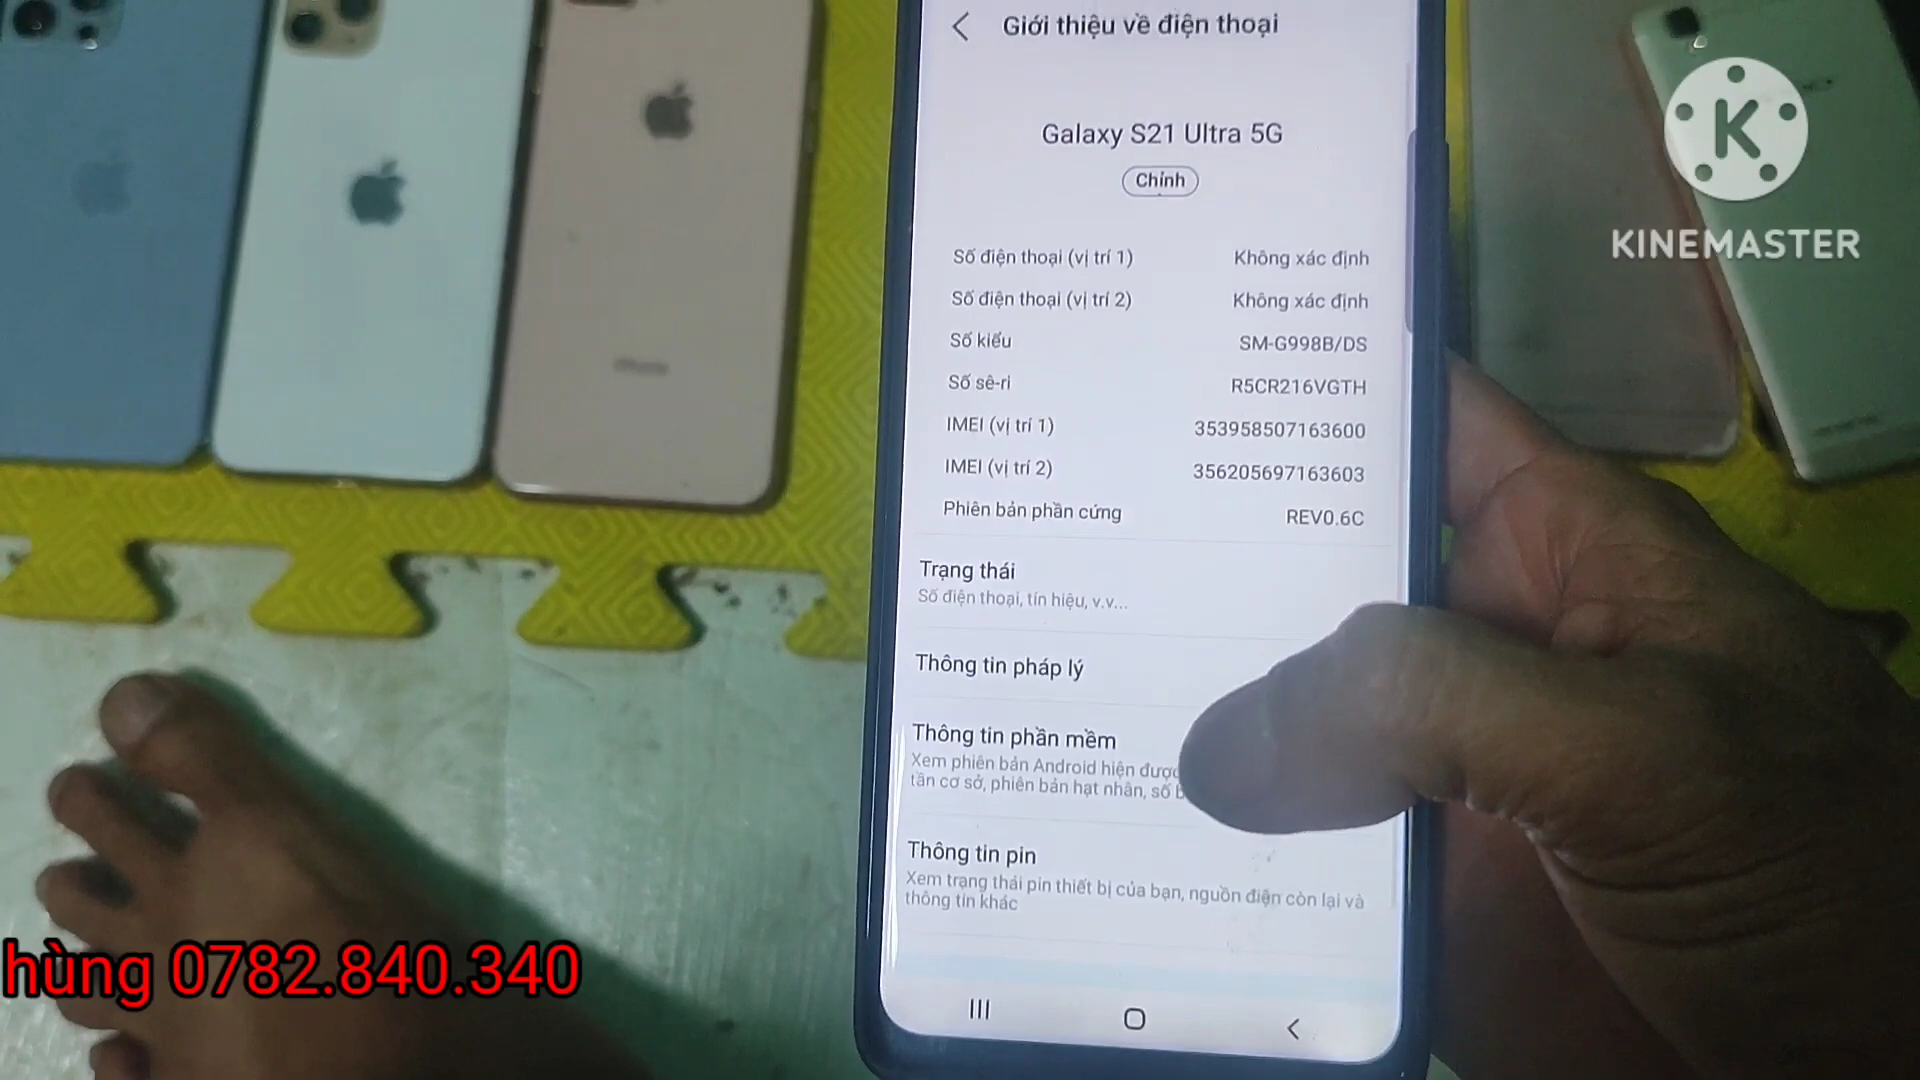 Giới thiệu về điện thoại
Galaxy S21 Ultra 5G
Chính
Số điện thoại (vị trí 1) Không xác định
Số điện thoại (vị trí 2) Không xác định
Số kiểu SM-G998B/DS
Số sê-ri R5CR216VGTH
IMEI (vị trí 1) 353958507163600
IMEI (vị trí 2) 356205697163603
Phiên bản phần cứng REV0.6C
Trạng thái
Số điện thoại, tín hiệu, v.v...
Thông tin pháp lý
Thông tin phần mềm
Xem phiên bản Android hiện được
tần cơ sở, phiên bản hạt nhân, số
Thông tin pin
Xem trạng thái pin thiết bị của bạn, nguồn điện còn lại và
thông tin khác
iPhone
K
KINEMASTER
hùng 0782.840.340